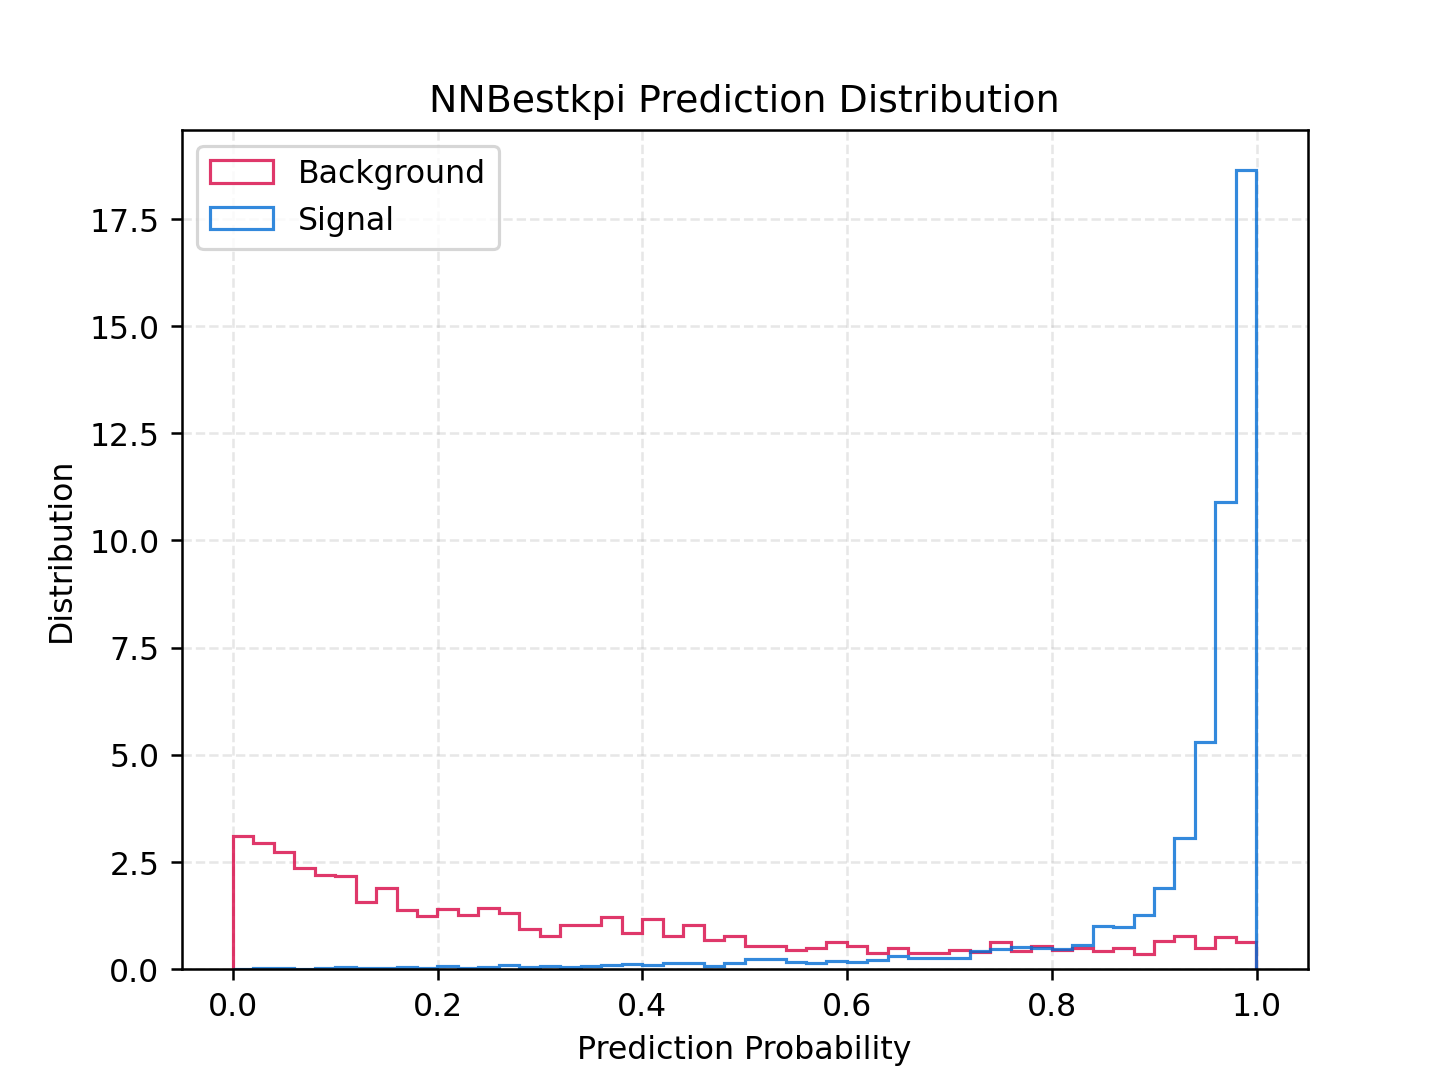 NNBestkpi Prediction Distribution
Background
Signal
17.5
15.0
12.5
10.0
7.5
5.0
2.5
0.0
Distribution
0.0 0.2 0.4 0.6 0.8 1.0
Prediction Probability